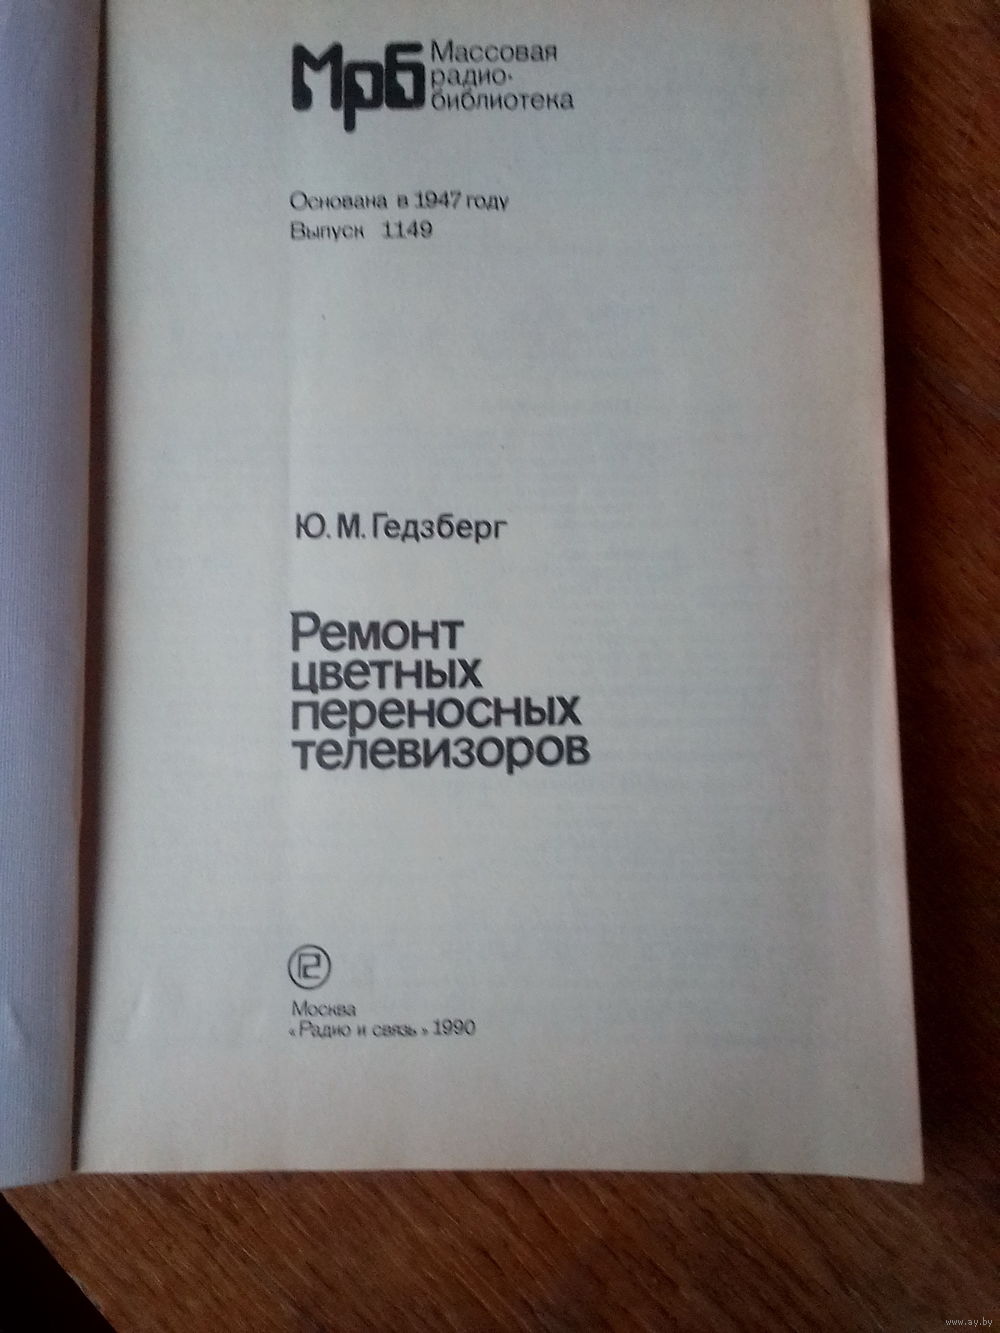 Мрб
Массовая
радио-
библиотека
Основана в 1947 году
Выпуск 1149
Ю. М. Гедзберг
Ремонт
цветных
переносных
телевизоров
Москва
«Радио и связь» 1990
www.ay.by